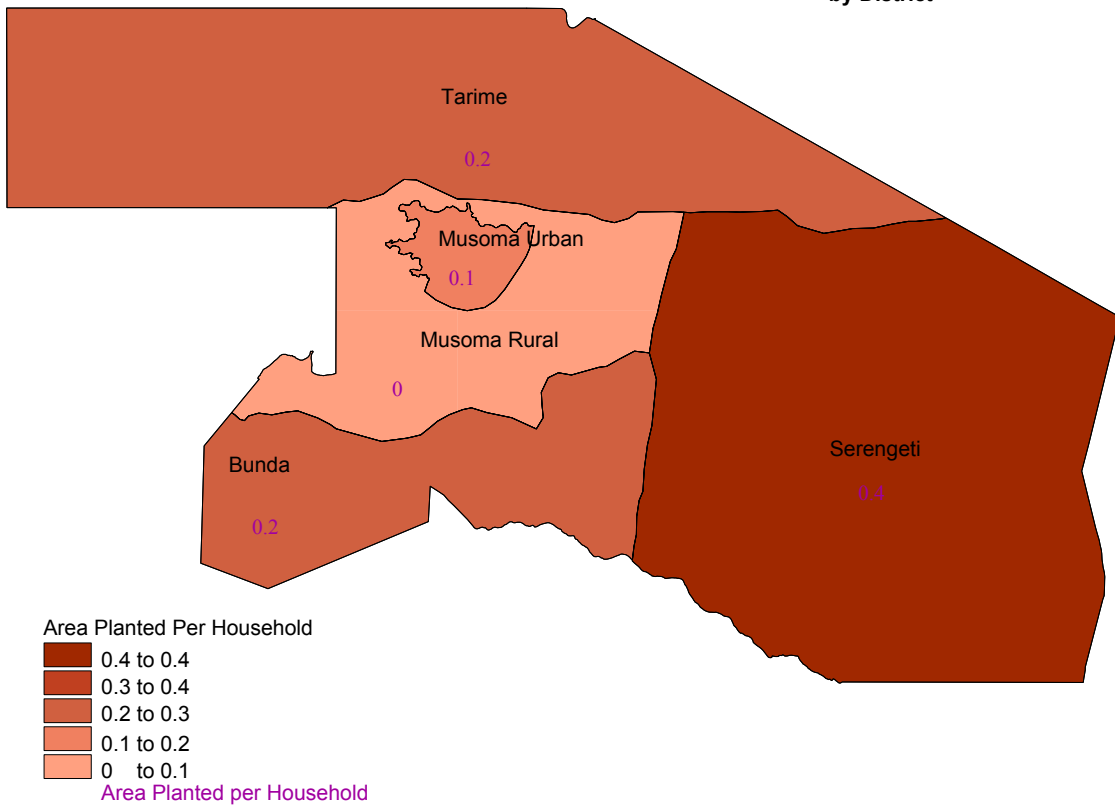 by District
Tarime
0.2
Musoma Urban
0.1
Musoma Rural
0
Serengeti
0.4
Bunda
0.2
Area Planted Per Household
0.4 to 0.4
0.3 to 0.4
0.2 to 0.3
0.1 to 0.2
0 to 0.1
Area Planted per Household